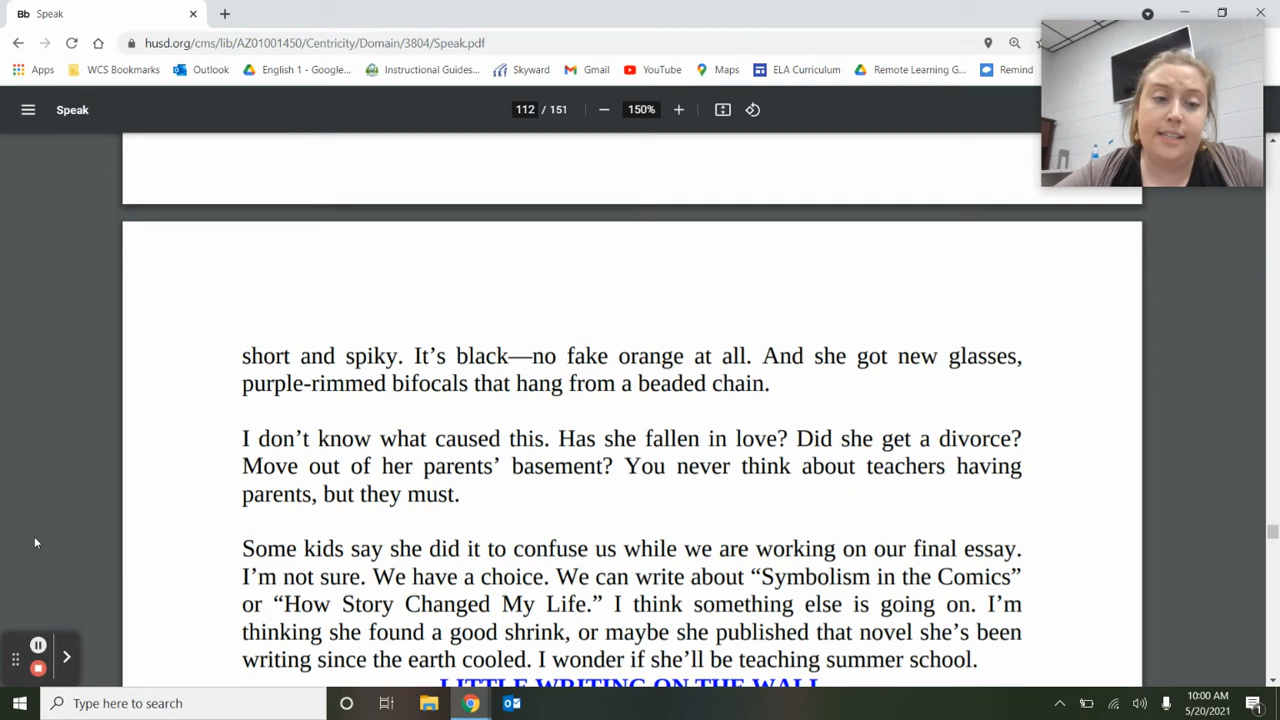 Bb Speak
husd.org/cms/lib/AZ01001450/Centricity/Domain/3804/Speak.pdf
Apps WCS Bookmarks Outlook English 1 - Google... Instructional Guides... Skyward Gmail YouTube Maps ELA Curriculum Remote Learning G... Remind
Speak 112 / 151 150%
short and spiky. It’s black—no fake orange at all. And she got new glasses,
purple-rimmed bifocals that hang from a beaded chain.
I don’t know what caused this. Has she fallen in love? Did she get a divorce?
Move out of her parents’ basement? You never think about teachers having
parents, but they must.
Some kids say she did it to confuse us while we are working on our final essay.
I’m not sure. We have a choice. We can write about “Symbolism in the Comics”
or “How Story Changed My Life.” I think something else is going on. I’m
thinking she found a good shrink, or maybe she published that novel she’s been
writing since the earth cooled. I wonder if she’ll be teaching summer school.
LITTLE WRITING ON THE WALL
Type here to search
10:00 AM
5/20/2021
1